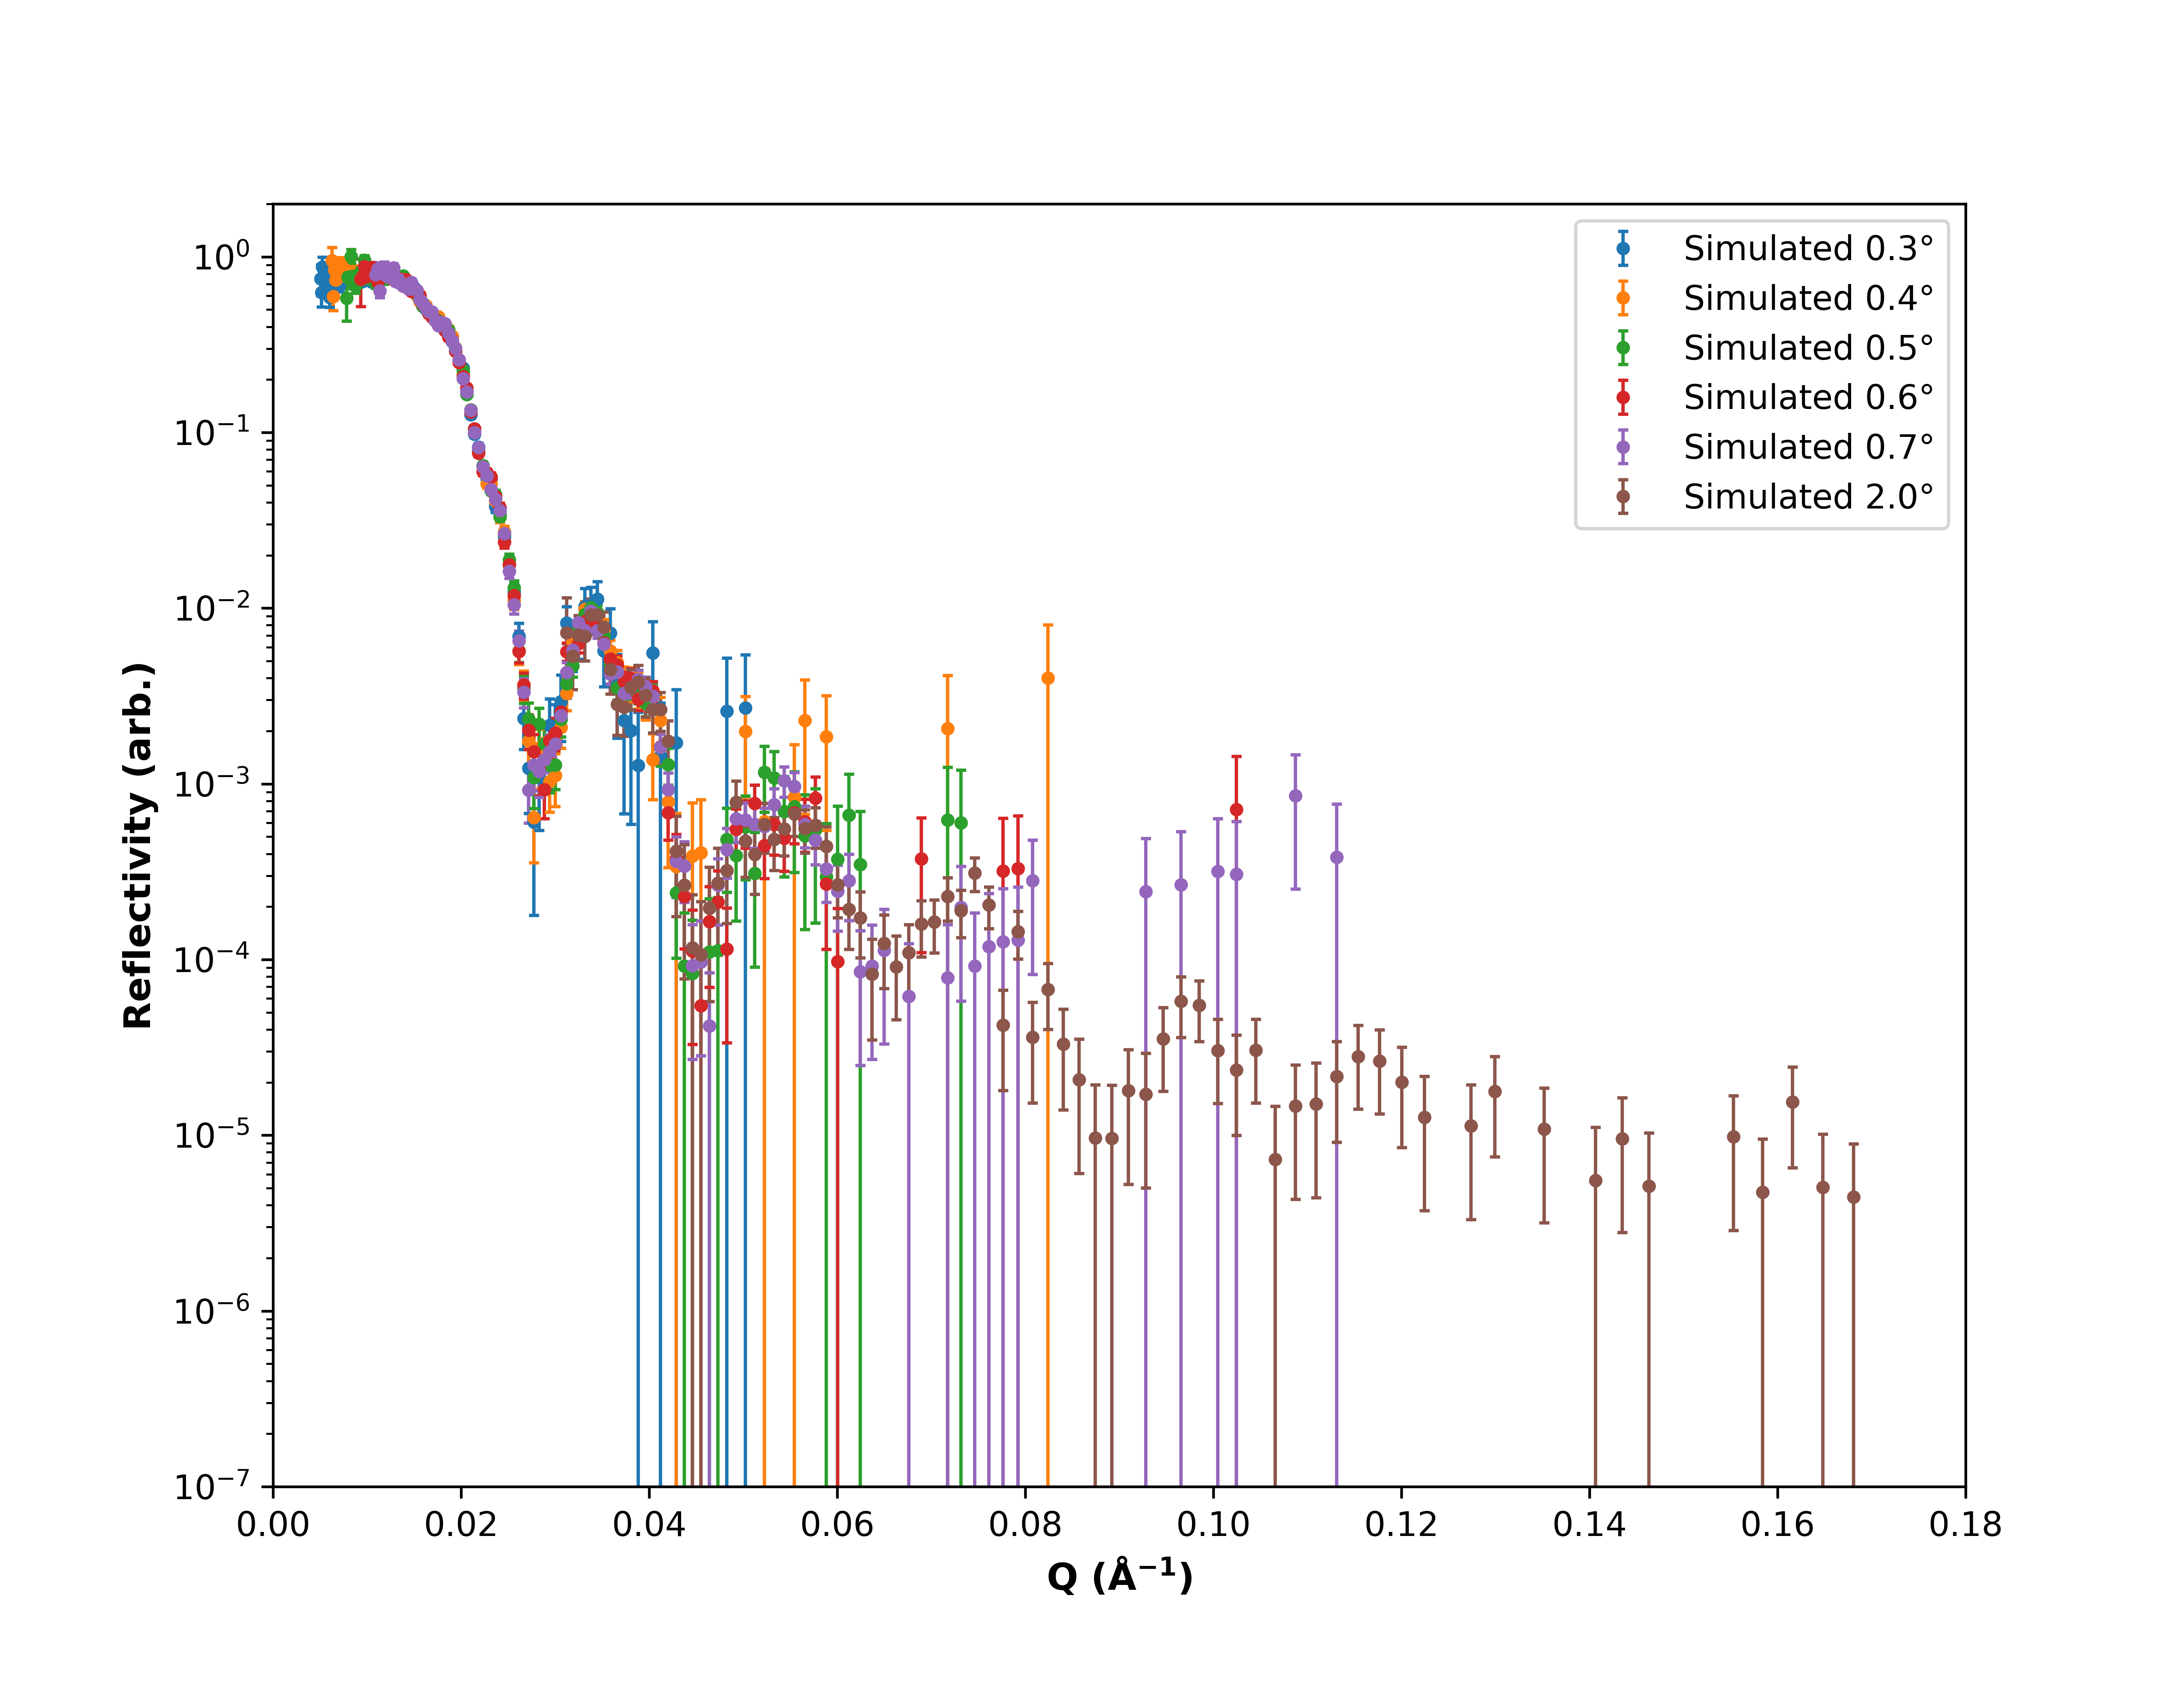 Reflectivity (arb.)
10⁰
10⁻¹
10⁻²
10⁻³
10⁻⁴
10⁻⁵
10⁻⁶
10⁻⁷
Simulated 0.3°
Simulated 0.4°
Simulated 0.5°
Simulated 0.6°
Simulated 0.7°
Simulated 2.0°
0.00 0.02 0.04 0.06 0.08 0.10 0.12 0.14 0.16 0.18
Q (Å⁻¹)